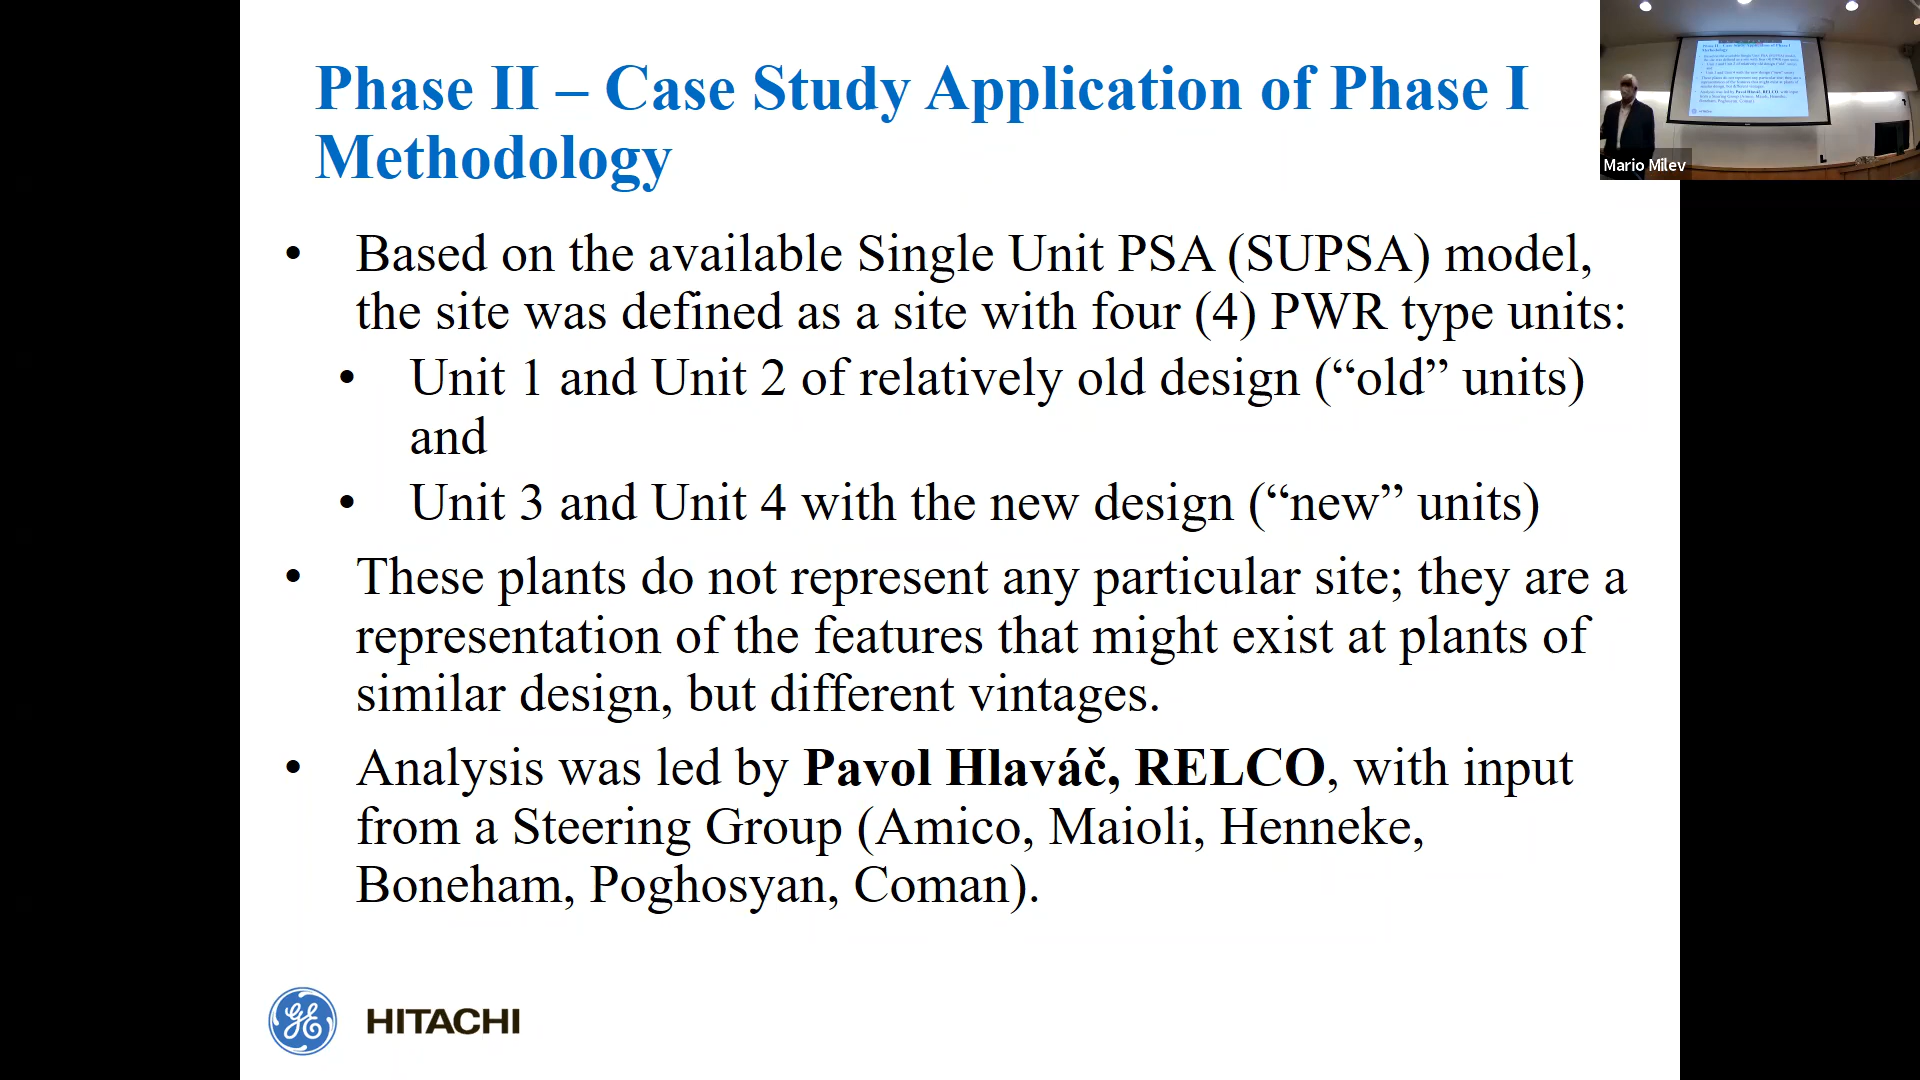 Phase II – Case Study Application of Phase I
Methodology
Mario Milev
• Based on the available Single Unit PSA (SUPSA) model,
the site was defined as a site with four (4) PWR type units:
• Unit 1 and Unit 2 of relatively old design (“old” units)
and
• Unit 3 and Unit 4 with the new design (“new” units)
• These plants do not represent any particular site; they are a
representation of the features that might exist at plants of
similar design, but different vintages.
• Analysis was led by Pavol Hlaváč, RELCO, with input
from a Steering Group (Amico, Maioli, Henneke,
Boneham, Poghosyan, Coman).
GE HITACHI